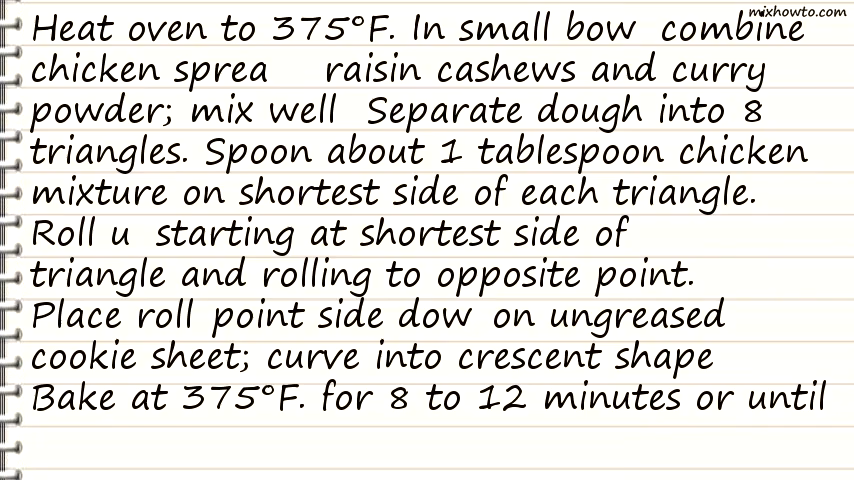 mixhowto.com
Heat oven to 375°F. In small bow combine
chicken sprea raisin cashews and curry
powder; mix well Separate dough into 8
triangles. Spoon about 1 tablespoon chicken
mixture on shortest side of each triangle.
Roll u starting at shortest side of
triangle and rolling to opposite point.
Place roll point side dow on ungreased
cookie sheet; curve into crescent shape
Bake at 375°F. for 8 to 12 minutes or until